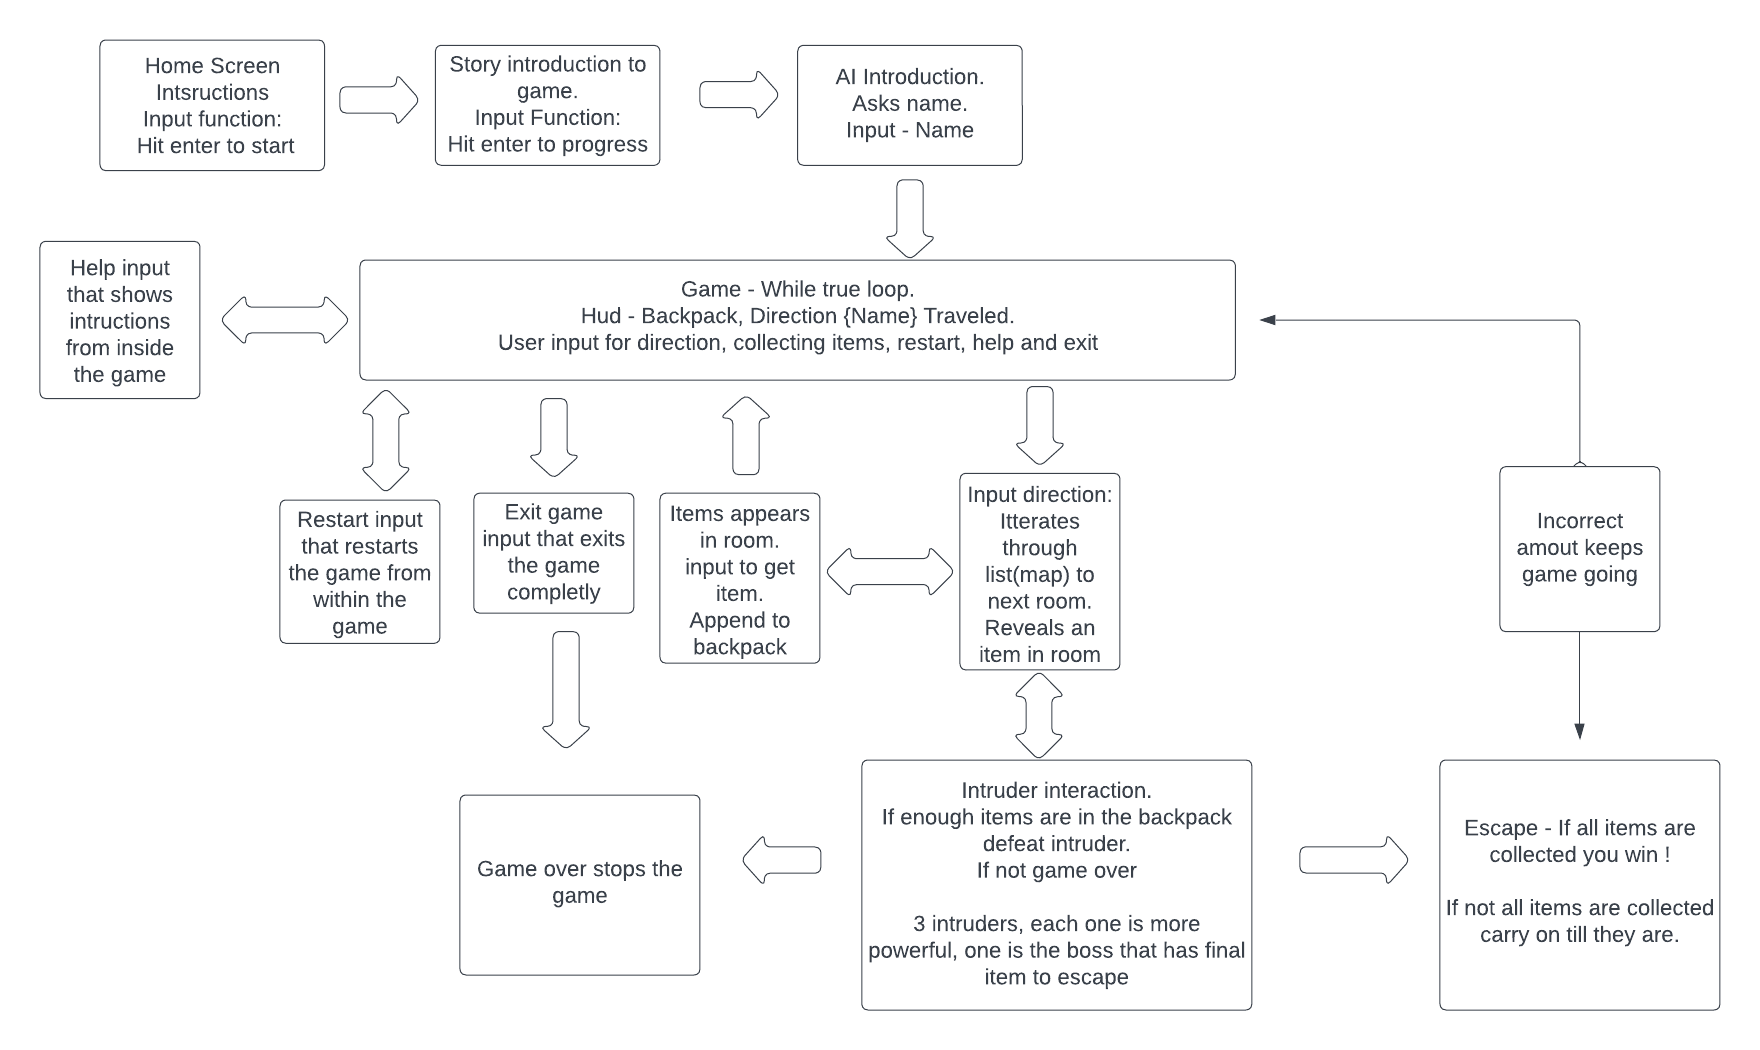 Home Screen
Intsructions
Input function:
Hit enter to start
Story introduction to
game.
Input Function:
Hit enter to progress
AI Introduction.
Asks name.
Input - Name
Help input
that shows
intructions
from inside
the game
Game - While true loop.
Hud - Backpack, Direction {Name} Traveled.
User input for direction, collecting items, restart, help and exit
Restart input
that restarts
the game from
within the
game
Exit game
input that exits
the game
completly
Items appears
in room.
input to get
item.
Append to
backpack
Input direction:
Itterates
through
list(map) to
next room.
Reveals an
item in room
Incorrect
amout keeps
game going
Game over stops the
game
Intruder interaction.
If enough items are in the backpack
defeat intruder.
If not game over
3 intruders, each one is more
powerful, one is the boss that has final
item to escape
Escape - If all items are
collected you win !
If not all items are collected
carry on till they are.